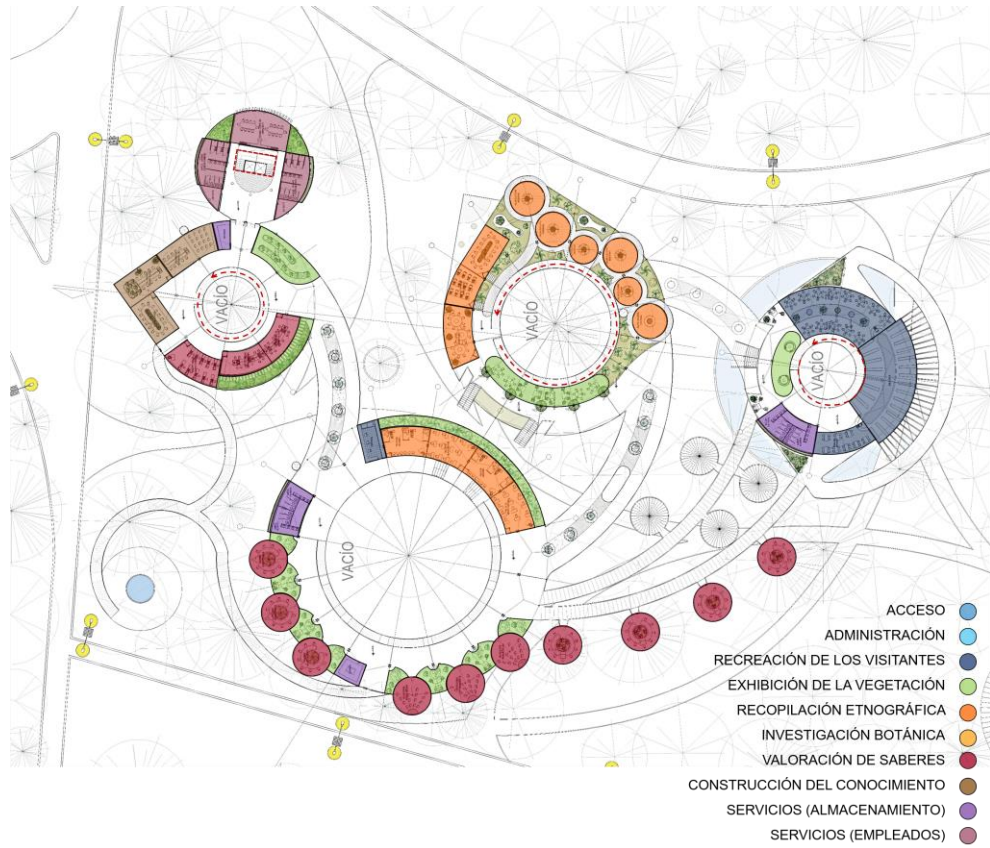 VACÍO
VACÍO
VACÍO
VACÍO
ACCESO
ADMINISTRACIÓN
RECREACIÓN DE LOS VISITANTES
EXHIBICIÓN DE LA VEGETACIÓN
RECOPILACIÓN ETNOGRÁFICA
INVESTIGACIÓN BOTÁNICA
VALORACIÓN DE SABERES
CONSTRUCCIÓN DEL CONOCIMIENTO
SERVICIOS (ALMACENAMIENTO)
SERVICIOS (EMPLEADOS)